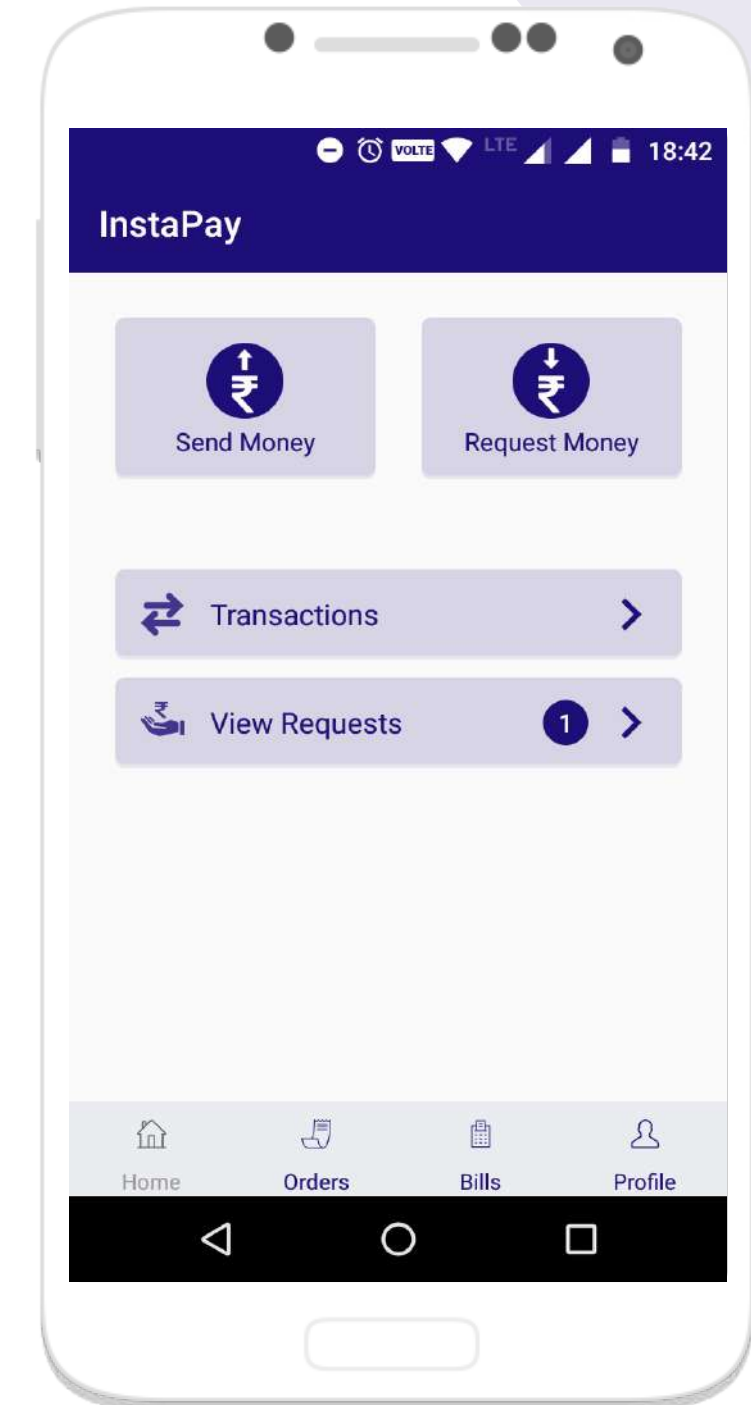 VOLTE LTE 18:42
InstaPay
₹ ₹
Send Money Request Money
Transactions
₹
View Requests 1
Home Orders Bills Profile